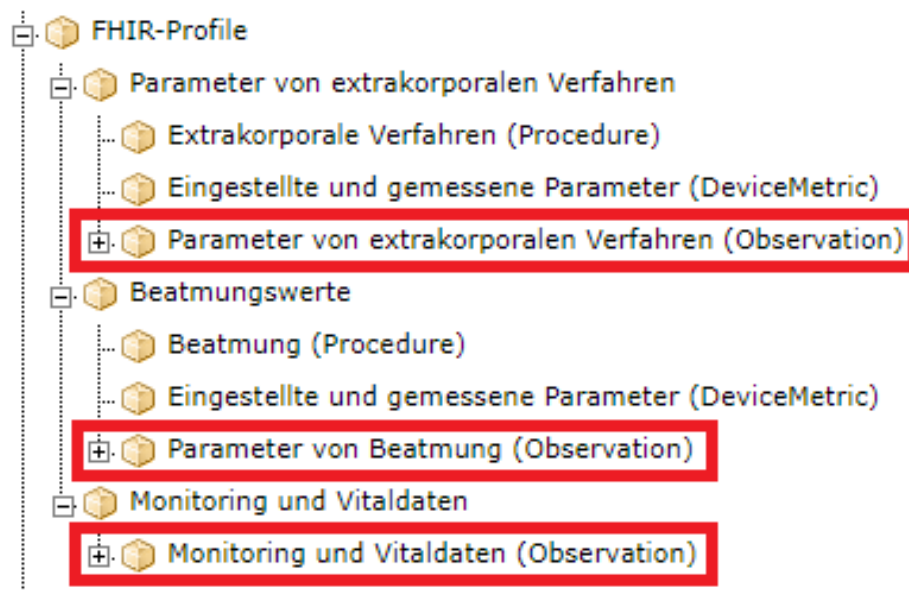 FHIR-Profile
Parameter von extrakorporalen Verfahren
Extrakorporale Verfahren (Procedure)
Eingestellte und gemessene Parameter (DeviceMetric)
Parameter von extrakorporalen Verfahren (Observation)
Beatmungswerte
Beatmung (Procedure)
Eingestellte und gemessene Parameter (DeviceMetric)
Parameter von Beatmung (Observation)
Monitoring und Vitaldaten
Monitoring und Vitaldaten (Observation)